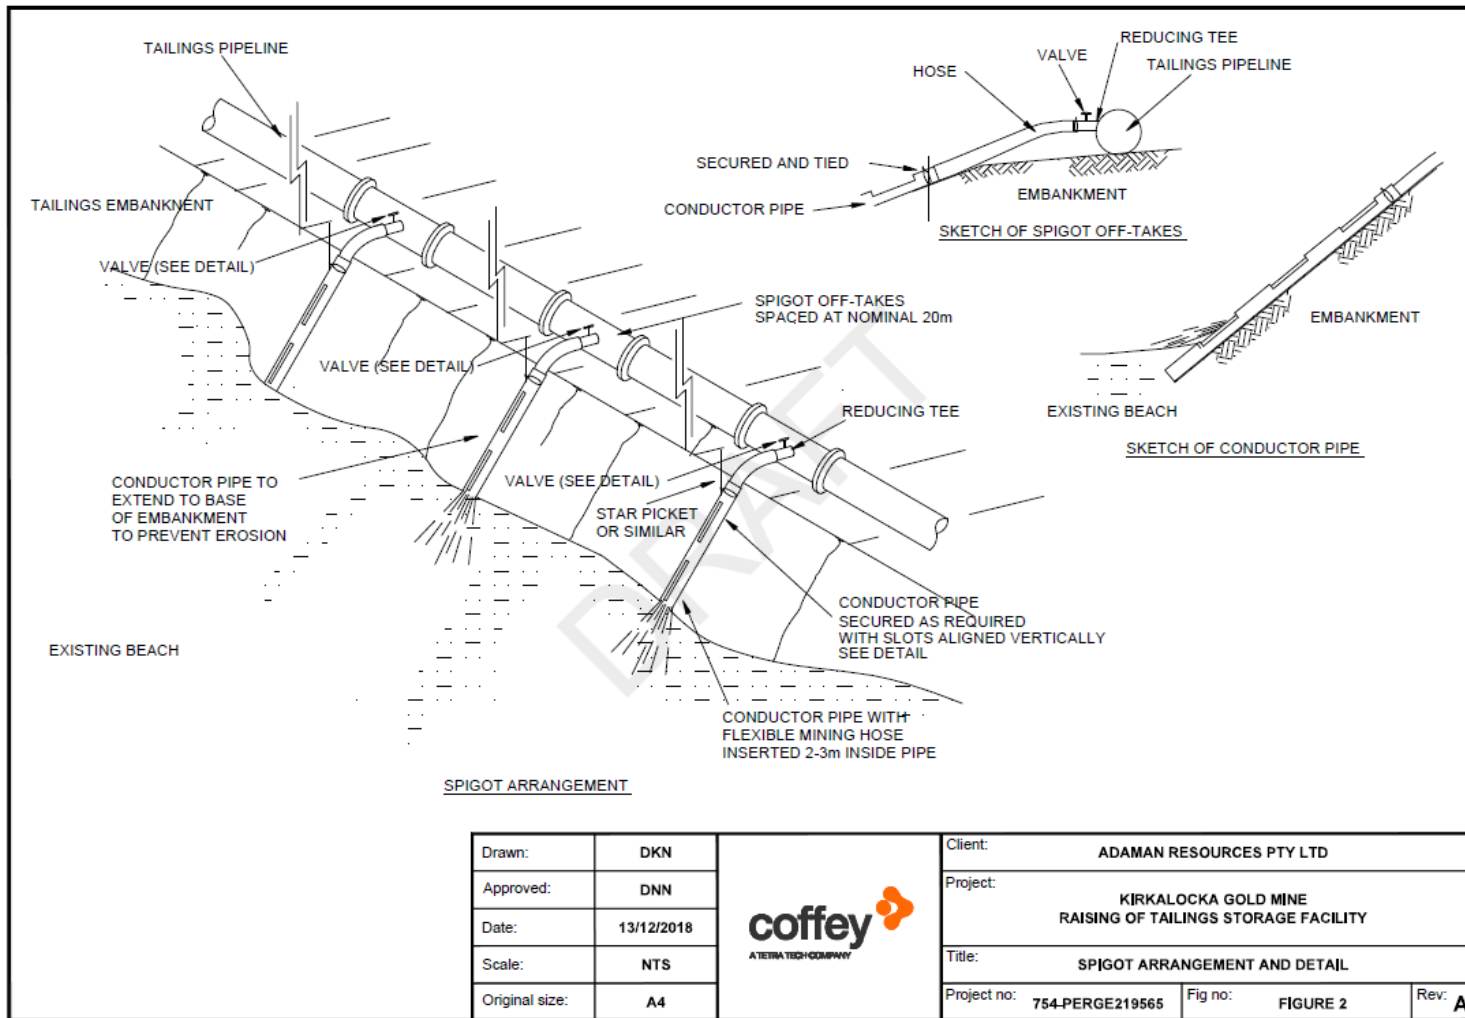 TAILINGS PIPELINE
TAILINGS EMBANKNENT
VALVE (SEE DETAIL)
VALVE (SEE DETAIL)
VALVE (SEE DETAIL)
SPIGOT OFF-TAKES
SPACED AT NOMINAL 20m
REDUCING TEE
CONDUCTOR PIPE TO
EXTEND TO BASE
OF EMBANKMENT
TO PREVENT EROSION
STAR PICKET
OR SIMILAR
CONDUCTOR PIPE
SECURED AS REQUIRED
WITH SLOTS ALIGNED VERTICALLY
SEE DETAIL
EXISTING BEACH
CONDUCTOR PIPE WITH
FLEXIBLE MINING HOSE
INSERTED 2-3m INSIDE PIPE
SPIGOT ARRANGEMENT
REDUCING TEE
VALVE
TAILINGS PIPELINE
HOSE
SECURED AND TIED
EMBANKMENT
CONDUCTOR PIPE
SKETCH OF SPIGOT OFF-TAKES
EMBANKMENT
EXISTING BEACH
SKETCH OF CONDUCTOR PIPE
DRAFT
Drawn: DKN
Approved: DNN
Date: 13/12/2018
Scale: NTS
Original size: A4
coffey
A TETRA TECH COMPANY
Client: ADAMAN RESOURCES PTY LTD
Project: KIRKALOCKA GOLD MINE
RAISING OF TAILINGS STORAGE FACILITY
Title: SPIGOT ARRANGEMENT AND DETAIL
Project no: 754-PERGE219565 Fig no: FIGURE 2 Rev: A